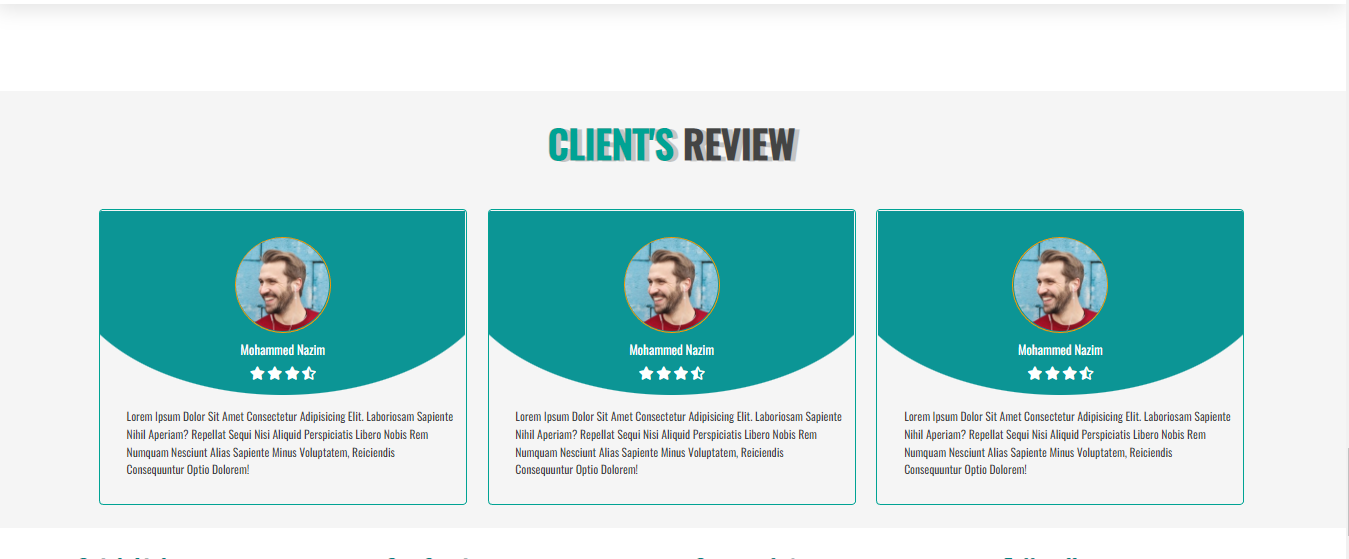 CLIENT'S REVIEW
Mohammed Nazim
Lorem Ipsum Dolor Sit Amet Consectetur Adipisicing Elit. Laboriosam Sapiente
Nihil Aperiam? Repellat Sequi Nisi Aliquid Perspiciatis Libero Nobis Rem
Numquam Nesciunt Alias Sapiente Minus Voluptatem, Reiciendis
Consequuntur Optio Dolorem!
Mohammed Nazim
Lorem Ipsum Dolor Sit Amet Consectetur Adipisicing Elit. Laboriosam Sapiente
Nihil Aperiam? Repellat Sequi Nisi Aliquid Perspiciatis Libero Nobis Rem
Numquam Nesciunt Alias Sapiente Minus Voluptatem, Reiciendis
Consequuntur Optio Dolorem!
Mohammed Nazim
Lorem Ipsum Dolor Sit Amet Consectetur Adipisicing Elit. Laboriosam Sapiente
Nihil Aperiam? Repellat Sequi Nisi Aliquid Perspiciatis Libero Nobis Rem
Numquam Nesciunt Alias Sapiente Minus Voluptatem, Reiciendis
Consequuntur Optio Dolorem!